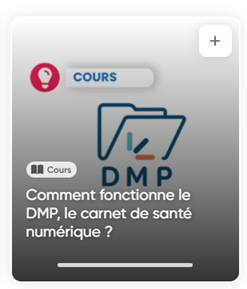 COURS
DMP
Cours
Comment fonctionne le
DMP, le carnet de santé
numérique ?